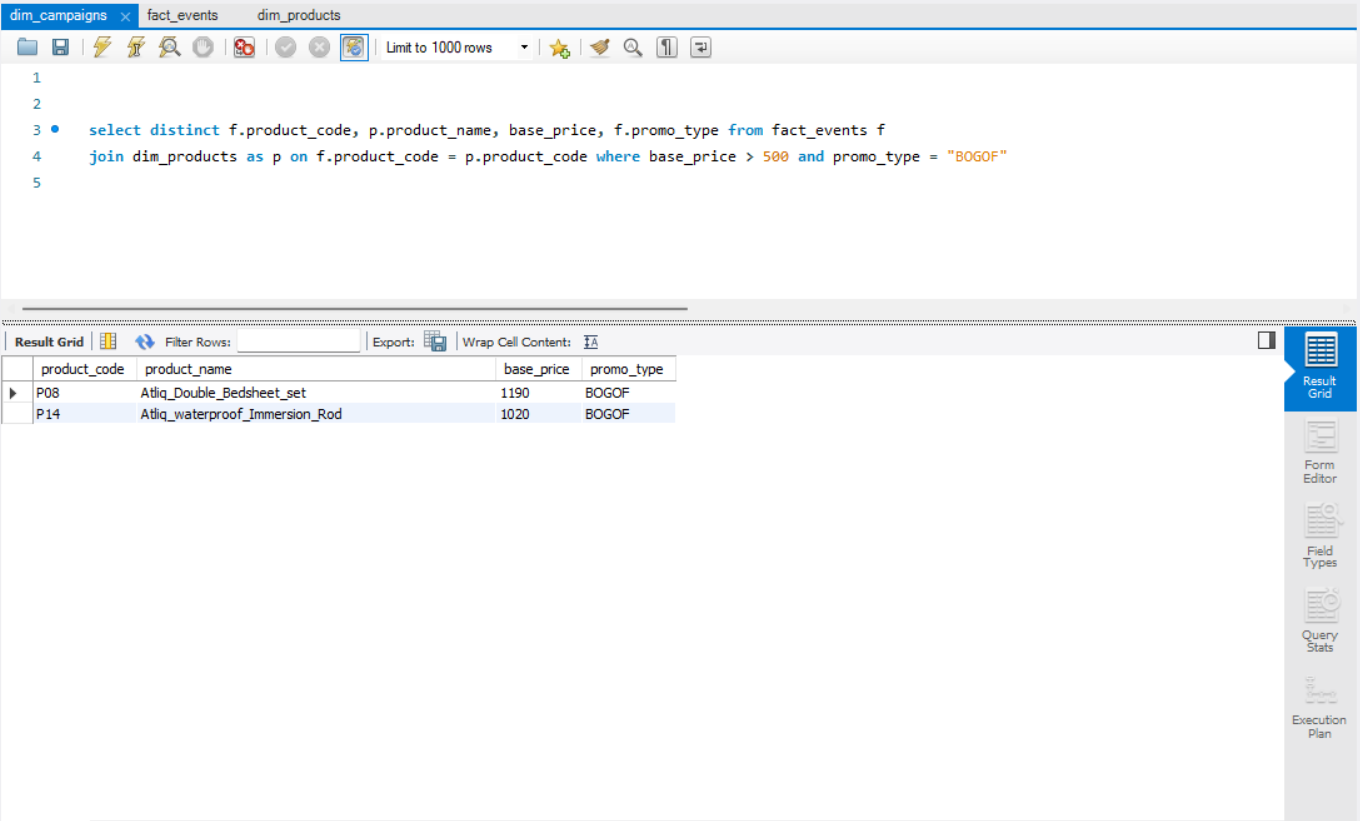 dim_campaigns × fact_events dim_products
Limit to 1000 rows
1
2
3 select distinct f.product_code, p.product_name, base_price, f.promo_type from fact_events f
4 join dim_products as p on f.product_code = p.product_code where base_price > 500 and promo_type = "BOGOF"
5
Result Grid Filter Rows: Export: Wrap Cell Content: IA
product_code product_name base_price promo_type
P08 Atliq_Double_Bedsheet_set 1190 BOGOF
P14 Atliq_waterproof_Immersion_Rod 1020 BOGOF
Result
Grid
Form
Editor
Field
Types
Query
Stats
Execution
Plan